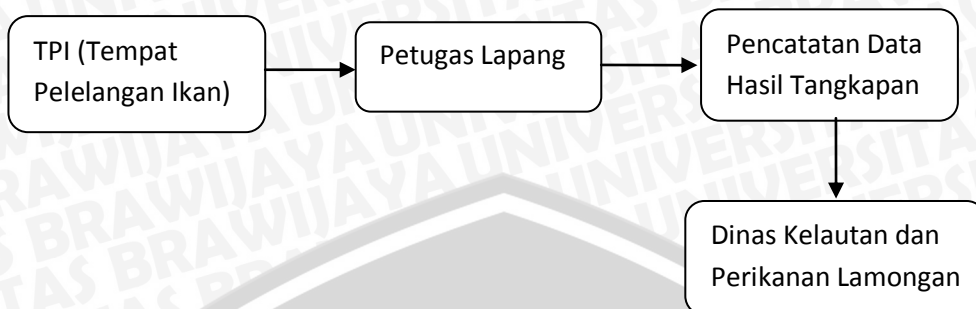 TPI (Tempat
Pelelangan Ikan)
Petugas Lapang
Pencatatan Data
Hasil Tangkapan
Dinas Kelautan dan
Perikanan Lamongan